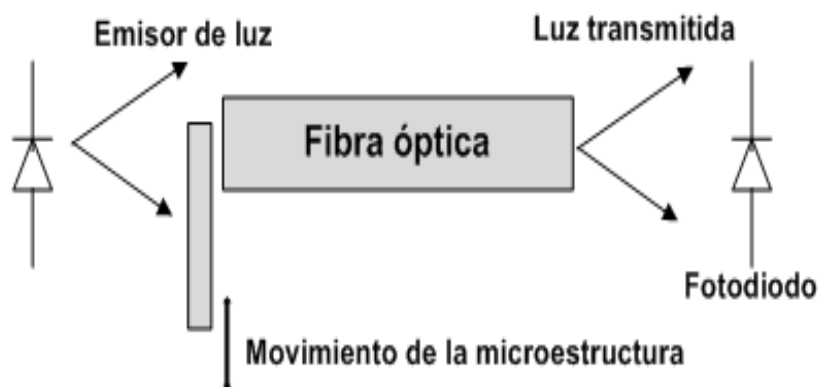 Emisor de luz
Luz transmitida
Fibra óptica
Fotodiodo
Movimiento de la microestructura